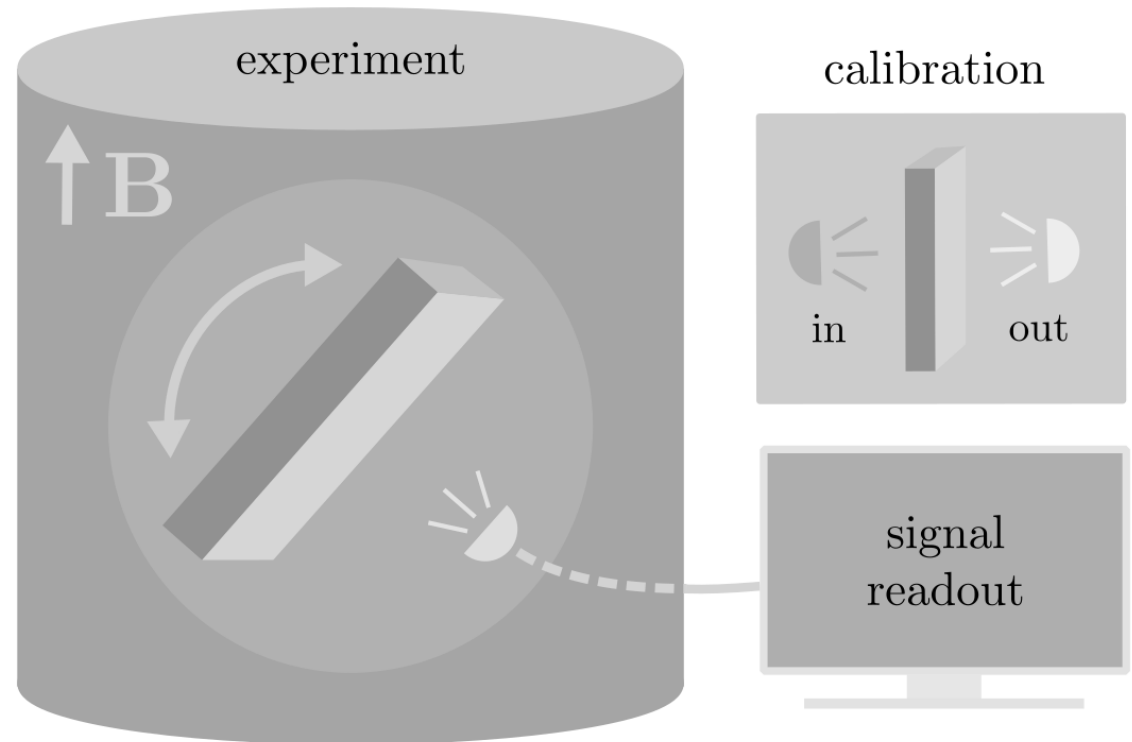 experiment
B
calibration
in
out
signal
readout